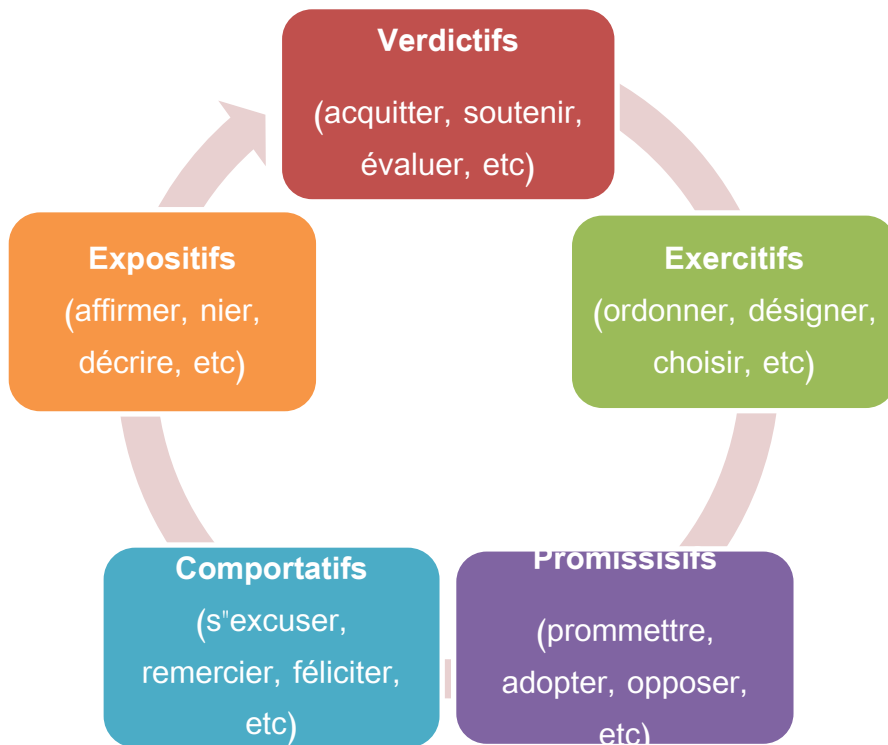 Verdictifs
(acquitter, soutenir,
évaluer, etc)
Exercitifs
(ordonner, désigner,
choisir, etc)
Promissisifs
(prommettre,
adopter, opposer,
etc)
Comportatifs
(s"excuser,
remercier, féliciter,
etc)
Expositifs
(affirmer, nier,
décrire, etc)